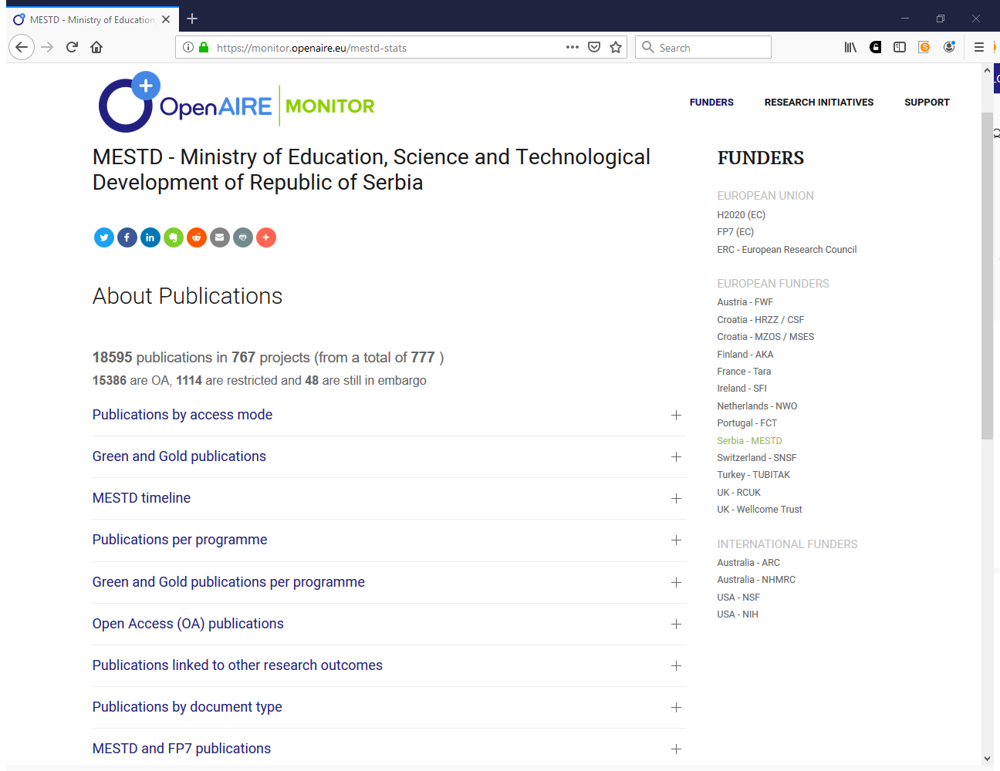 MESTD - Ministry of Education,
https://monitor.openaire.eu/mestd-stats
Search
OpenAIRE MONITOR
FUNDERS
RESEARCH INITIATIVES
SUPPORT
MESTD - Ministry of Education, Science and Technological
Development of Republic of Serbia
About Publications
18595 publications in 767 projects (from a total of 777 )
15386 are OA, 1114 are restricted and 48 are still in embargo
Publications by access mode
Green and Gold publications
MESTD timeline
Publications per programme
Green and Gold publications per programme
Open Access (OA) publications
Publications linked to other research outcomes
Publications by document type
MESTD and FP7 publications
FUNDERS
EUROPEAN UNION
H2020 (EC)
FP7 (EC)
ERC - European Research Council
EUROPEAN FUNDERS
Austria - FWF
Croatia - HRZZ / CSF
Croatia - MZOS / MSES
Finland - AKA
France - Tara
Ireland - SFI
Netherlands - NWO
Portugal - FCT
Serbia - MESTD
Switzerland - SNSF
Turkey - TUBITAK
UK - RCUK
UK - Wellcome Trust
INTERNATIONAL FUNDERS
Australia - ARC
Australia - NHMRC
USA - NSF
USA - NIH